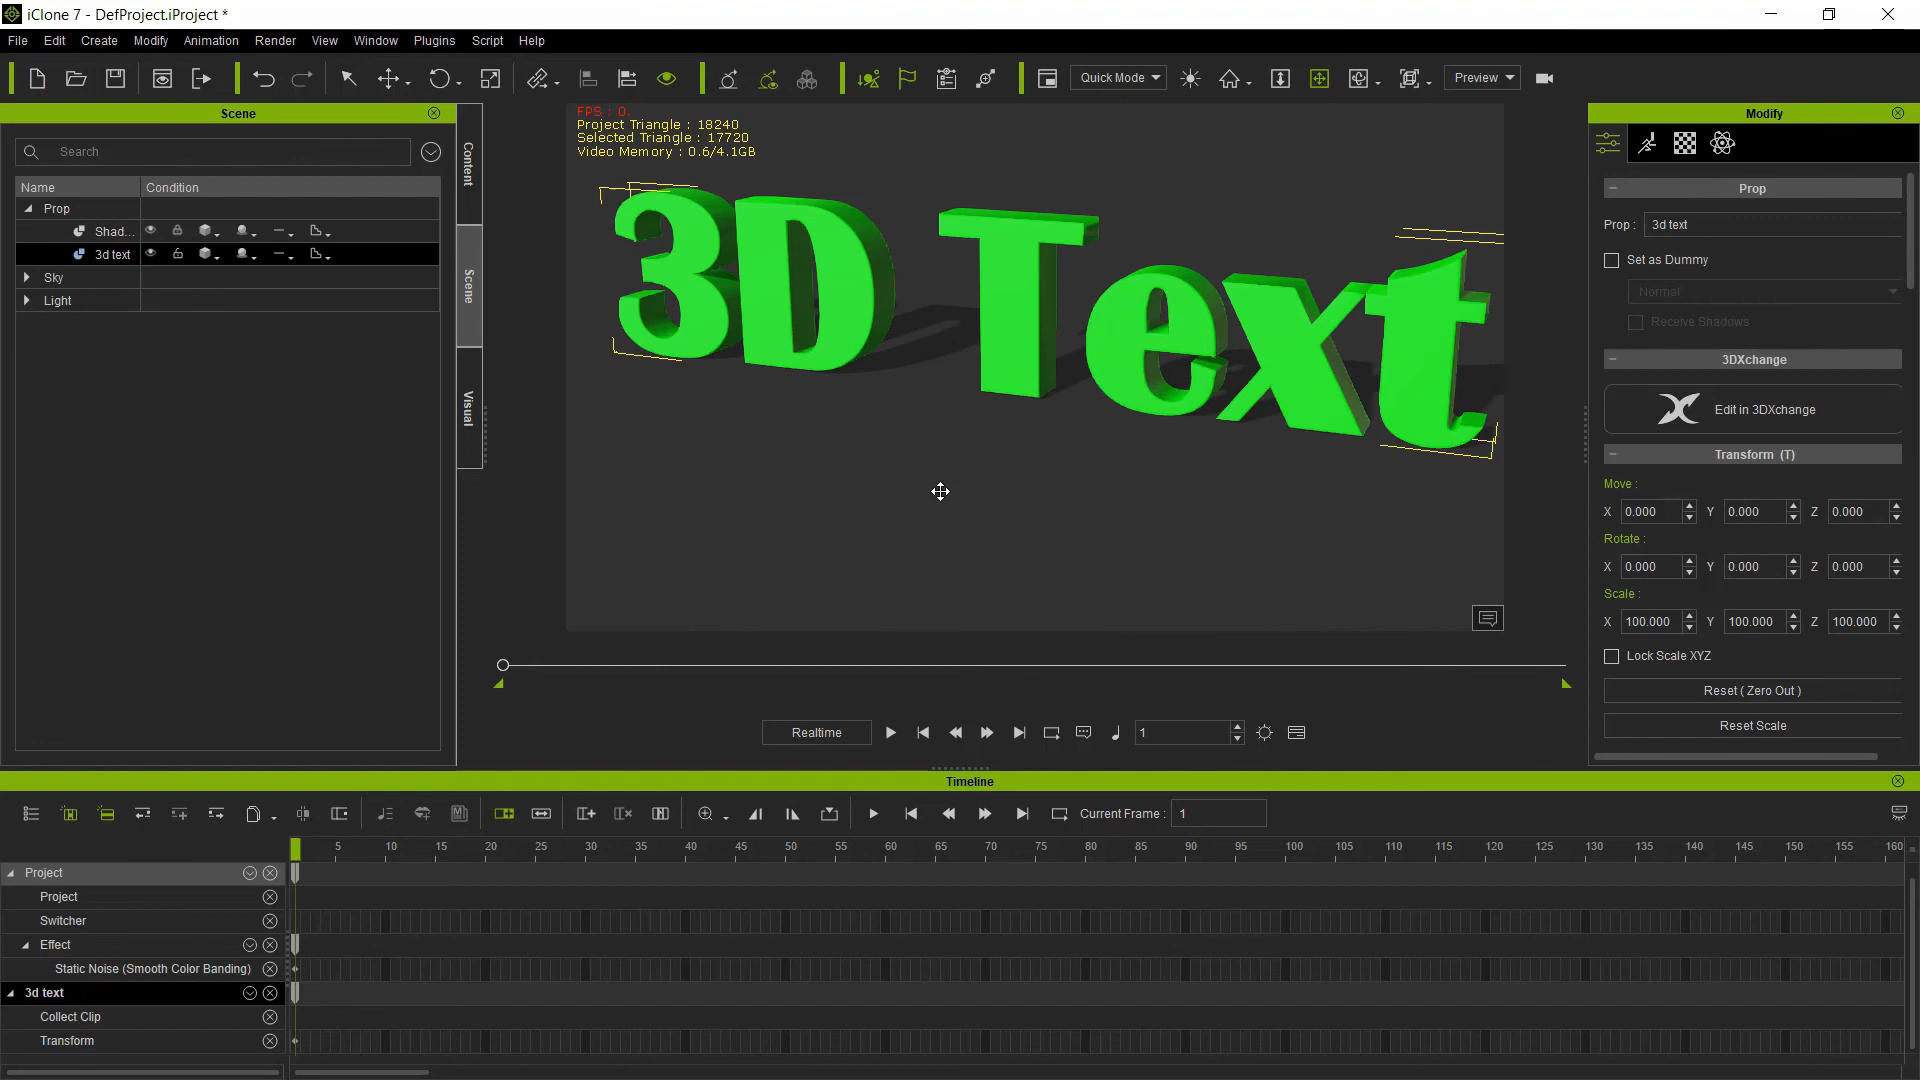 iClone 7 - DefProject.iProject *
File Edit Create Modify Animation Render View Window Plugins Script Help
Quick Mode
Preview
Scene
Search
Name Condition
Prop
Shad...
3d text
Sky
Light
Content
Scene
Visual
FPS : 0.
Project Triangle : 18240
Selected Triangle : 17720
Video Memory : 0.6/4.1GB
3D Text
Modify
Prop
Prop : 3d text
Set as Dummy
Normal
Receive Shadows
3DXchange
Edit in 3DXchange
Transform (T)
Move :
X 0.000 Y 0.000 Z 0.000
Rotate :
X 0.000 Y 0.000 Z 0.000
Scale :
X 100.000 Y 100.000 Z 100.000
Lock Scale XYZ
Reset ( Zero Out )
Reset Scale
Realtime 1
Timeline
Current Frame : 1
5 10 15 20 25 30 35 40 45 50 55 60 65 70 75 80 85 90 95 100 105 110 115 120 125 130 135 140 145 150 155 160
Project
Project
Switcher
Effect
Static Noise (Smooth Color Banding)
3d text
Collect Clip
Transform